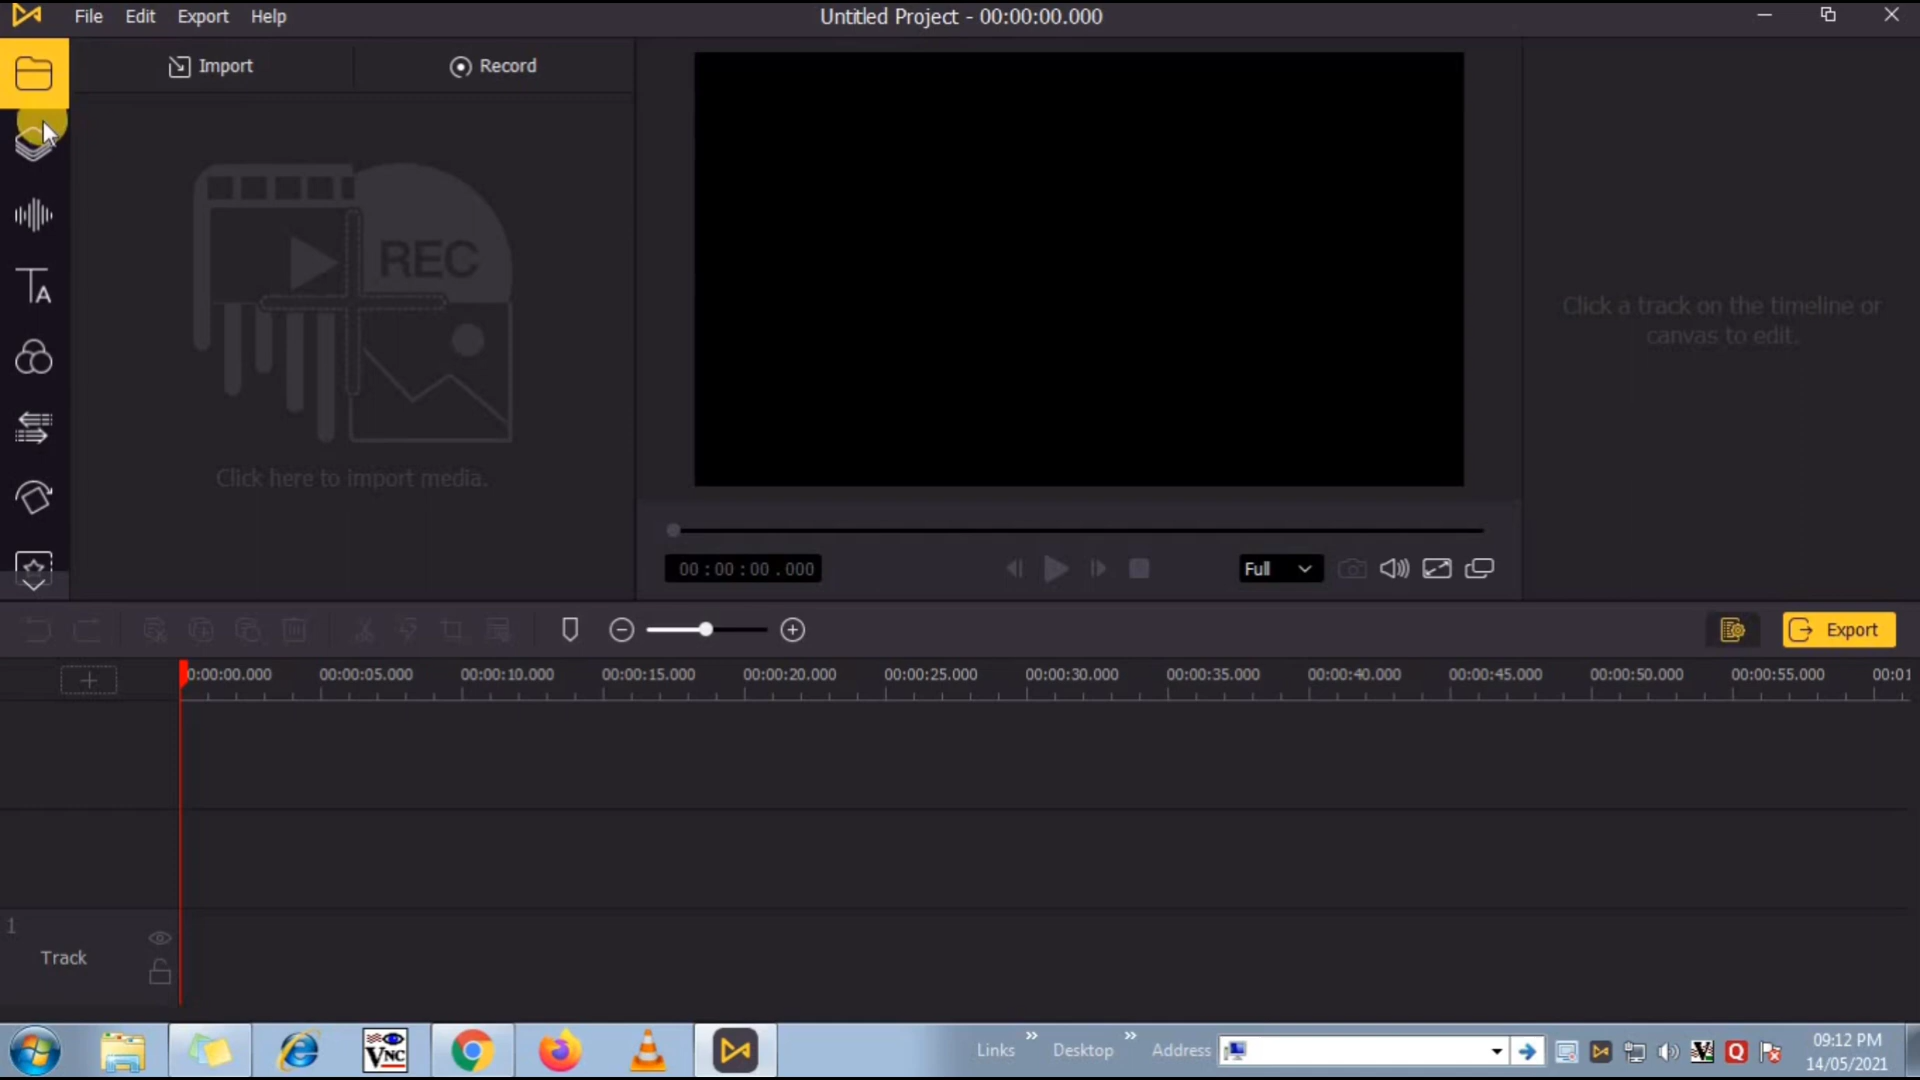 File Edit Export Help
Untitled Project - 00:00:00.000
Import
Record
REC
Click here to import media.
Click a track on the timeline or
canvas to edit.
00:00:00.000
Full
Export
0:00:00.000 00:00:05.000 00:00:10.000 00:00:15.000 00:00:20.000 00:00:25.000 00:00:30.000 00:00:35.000 00:00:40.000 00:00:45.000 00:00:50.000 00:00:55.000 00:01
1
Track
VNC
Links » Desktop » Address
09:12 PM
14/05/2021